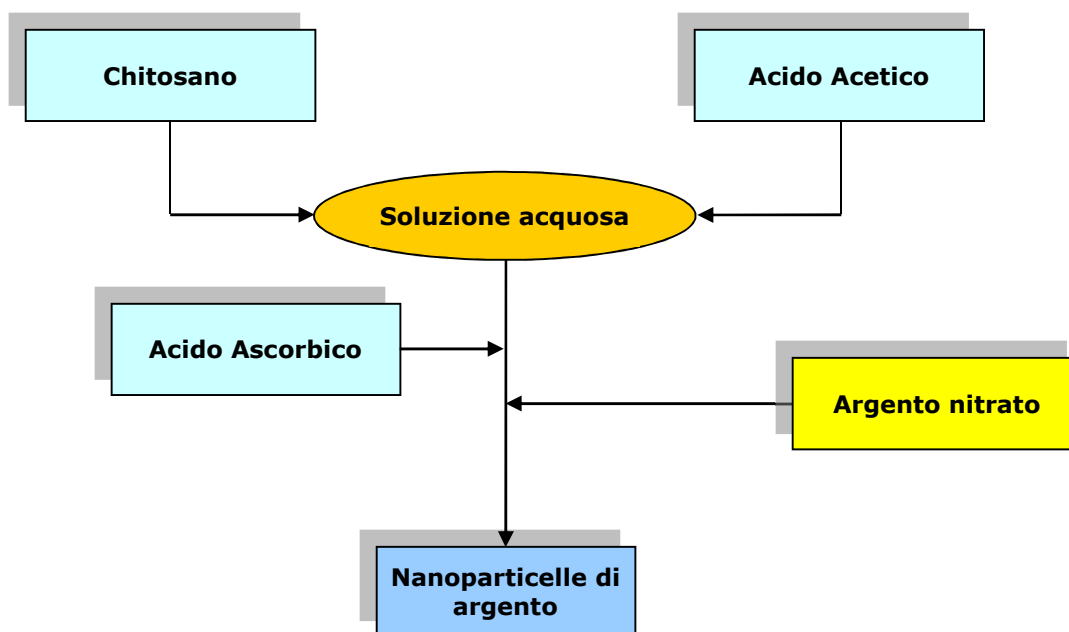 Chitosano
Acido Acetico
Soluzione acquosa
Acido Ascorbico
Argento nitrato
Nanoparticelle di
argento